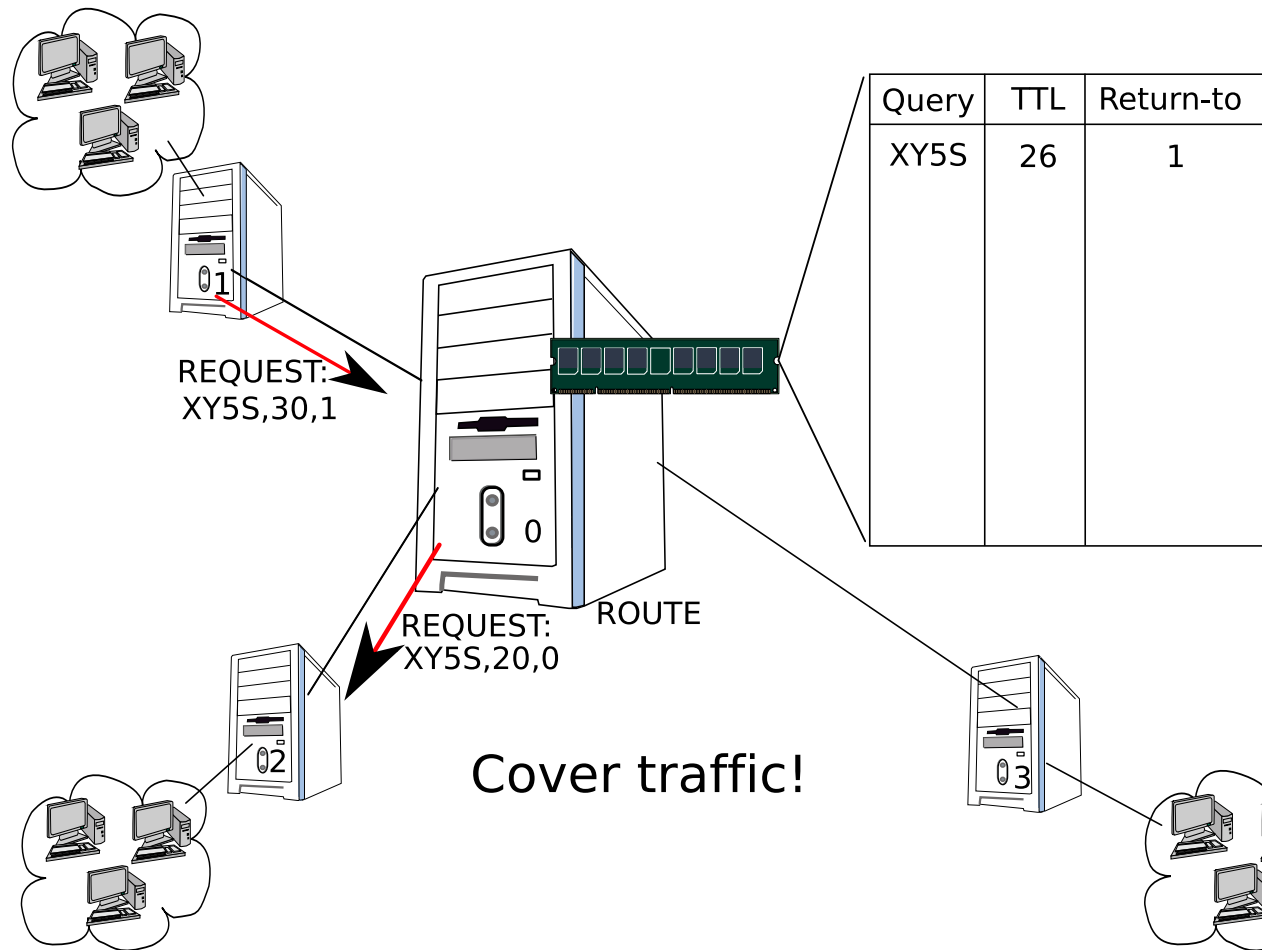 Query TTL Return-to
XY5S 26 1
1
REQUEST:
XY5S,30,1
0
ROUTE
REQUEST:
XY5S,20,0
2
Cover traffic!
3